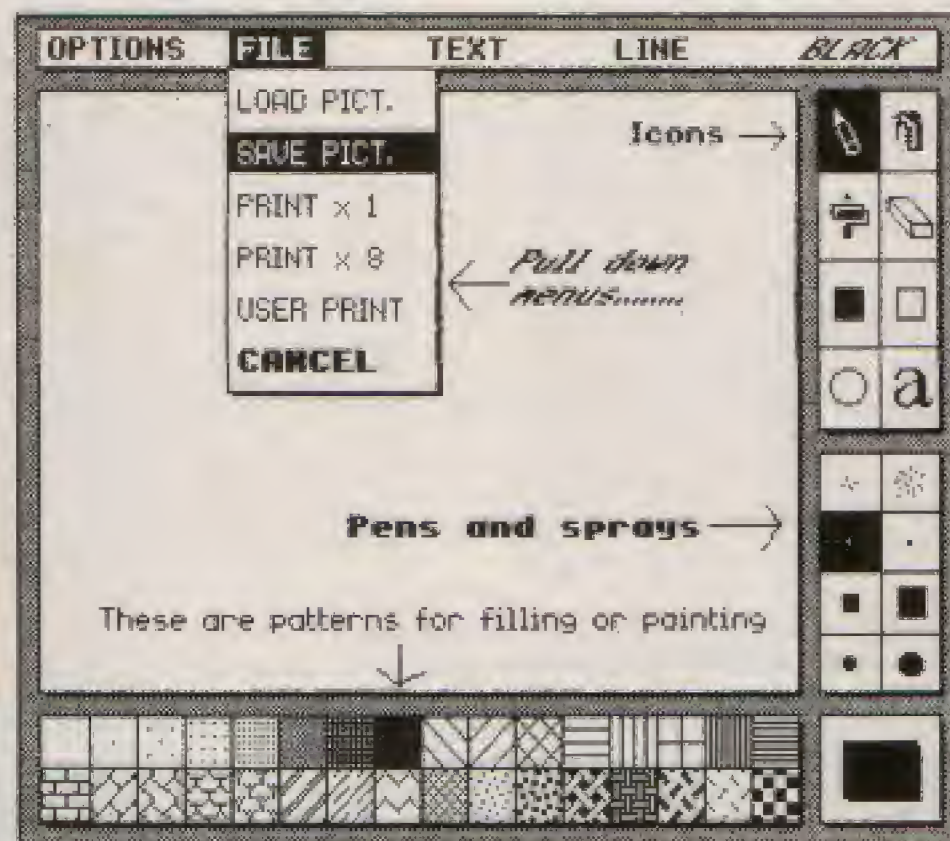 OPTIONS FILE TEXT LINE BLACK
LOAD PICT.
SAVE PICT.
PRINT x 1
PRINT x 8
USER PRINT
CANCEL
Icons
Pull down
menus.......
a
Pens and sprays
These are patterns for filling or painting